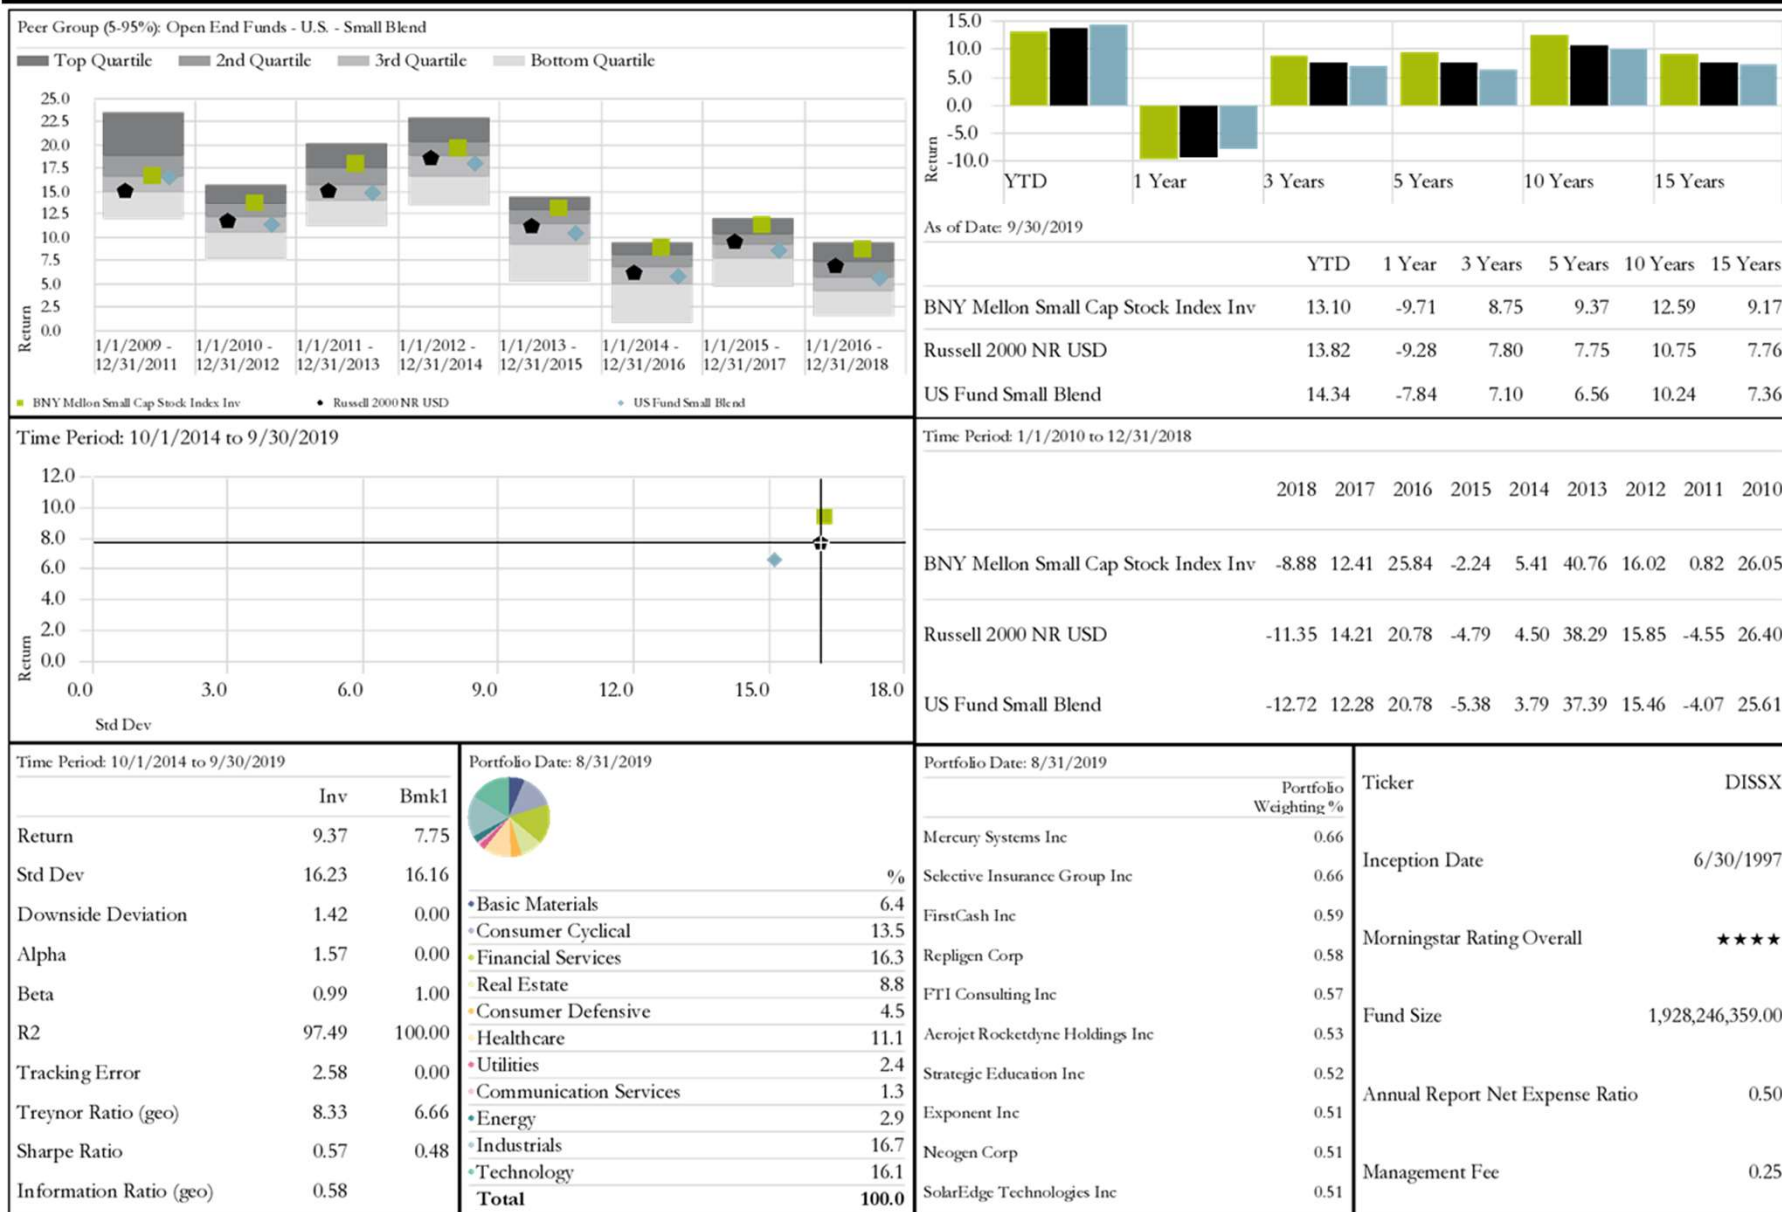 Peer Group (5-95%): Open End Funds - U.S. - Small Blend
Top Quartile 2nd Quartile 3rd Quartile Bottom Quartile
25.0
22.5
20.0
17.5
15.0
12.5
10.0
7.5
5.0
2.5
0.0
Return
1/1/2009 - 1/1/2010 - 1/1/2011 - 1/1/2012 - 1/1/2013 - 1/1/2014 - 1/1/2015 - 1/1/2016 -
12/31/2011 12/31/2012 12/31/2013 12/31/2014 12/31/2015 12/31/2016 12/31/2017 12/31/2018
BNY Mellon Small Cap Stock Index Inv Russell 2000 NR USD US Fund Small Blend
15.0
10.0
5.0
0.0
-5.0
-10.0
Return
YTD 1 Year 3 Years 5 Years 10 Years 15 Years
As of Date: 9/30/2019
YTD 1 Year 3 Years 5 Years 10 Years 15 Years
BNY Mellon Small Cap Stock Index Inv 13.10 -9.71 8.75 9.37 12.59 9.17
Russell 2000 NR USD 13.82 -9.28 7.80 7.75 10.75 7.76
US Fund Small Blend 14.34 -7.84 7.10 6.56 10.24 7.36
Time Period: 10/1/2014 to 9/30/2019
12.0
10.0
8.0
6.0
4.0
2.0
0.0
Return
0.0 3.0 6.0 9.0 12.0 15.0 18.0
Std Dev
Time Period: 1/1/2010 to 12/31/2018
2018 2017 2016 2015 2014 2013 2012 2011 2010
BNY Mellon Small Cap Stock Index Inv -8.88 12.41 25.84 -2.24 5.41 40.76 16.02 0.82 26.05
Russell 2000 NR USD -11.35 14.21 20.78 -4.79 4.50 38.29 15.85 -4.55 26.40
US Fund Small Blend -12.72 12.28 20.78 -5.38 3.79 37.39 15.46 -4.07 25.61
Time Period: 10/1/2014 to 9/30/2019
Inv Bmk1
Return 9.37 7.75
Std Dev 16.23 16.16
Downside Deviation 1.42 0.00
Alpha 1.57 0.00
Beta 0.99 1.00
R2 97.49 100.00
Tracking Error 2.58 0.00
Treynor Ratio (geo) 8.33 6.66
Sharpe Ratio 0.57 0.48
Information Ratio (geo) 0.58
Portfolio Date: 8/31/2019
%
Basic Materials 6.4
Consumer Cyclical 13.5
Financial Services 16.3
Real Estate 8.8
Consumer Defensive 4.5
Healthcare 11.1
Utilities 2.4
Communication Services 1.3
Energy 2.9
Industrials 16.7
Technology 16.1
Total 100.0
Portfolio Date: 8/31/2019
Portfolio
Weighting %
Mercury Systems Inc 0.66
Selective Insurance Group Inc 0.66
FirstCash Inc 0.59
Repligen Corp 0.58
FTI Consulting Inc 0.57
Aerojet Rocketdyne Holdings Inc 0.53
Strategic Education Inc 0.52
Exponent Inc 0.51
Neogen Corp 0.51
SolarEdge Technologies Inc 0.51
Ticker DISSX
Inception Date 6/30/1997
Morningstar Rating Overall ★★★★
Fund Size 1,928,246,359.00
Annual Report Net Expense Ratio 0.50
Management Fee 0.25